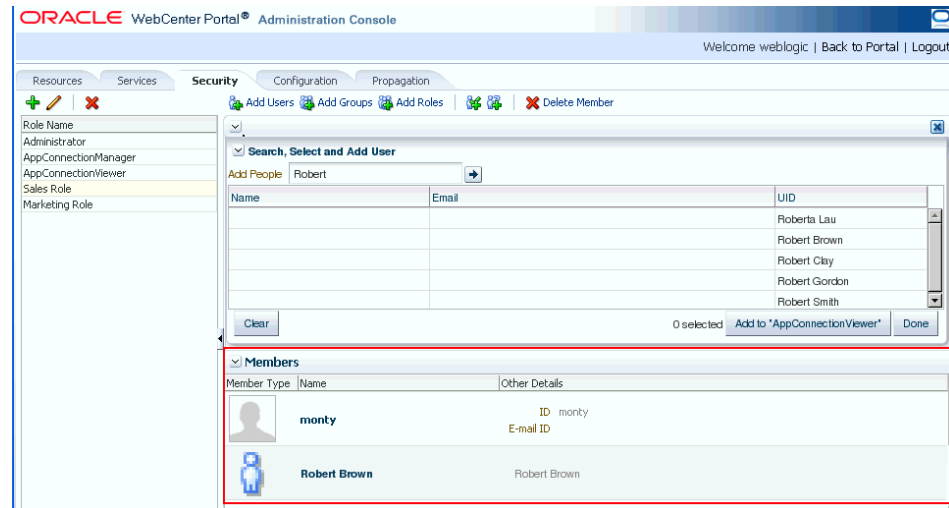 ORACLE WebCenter Portal® Administration Console
Welcome weblogic | Back to Portal | Logout
Resources Services Security Configuration Propagation
Add Users Add Groups Add Roles Delete Member
Role Name
Administrator
AppConnectionManager
AppConnectionViewer
Sales Role
Marketing Role
Search, Select and Add User
Add People Robert
Name Email UID
Roberta Lau
Robert Brown
Robert Clay
Robert Gordon
Robert Smith
Clear 0 selected Add to "AppConnectionViewer" Done
Members
Member Type Name Other Details
monty ID monty
E-mail ID
Robert Brown Robert Brown